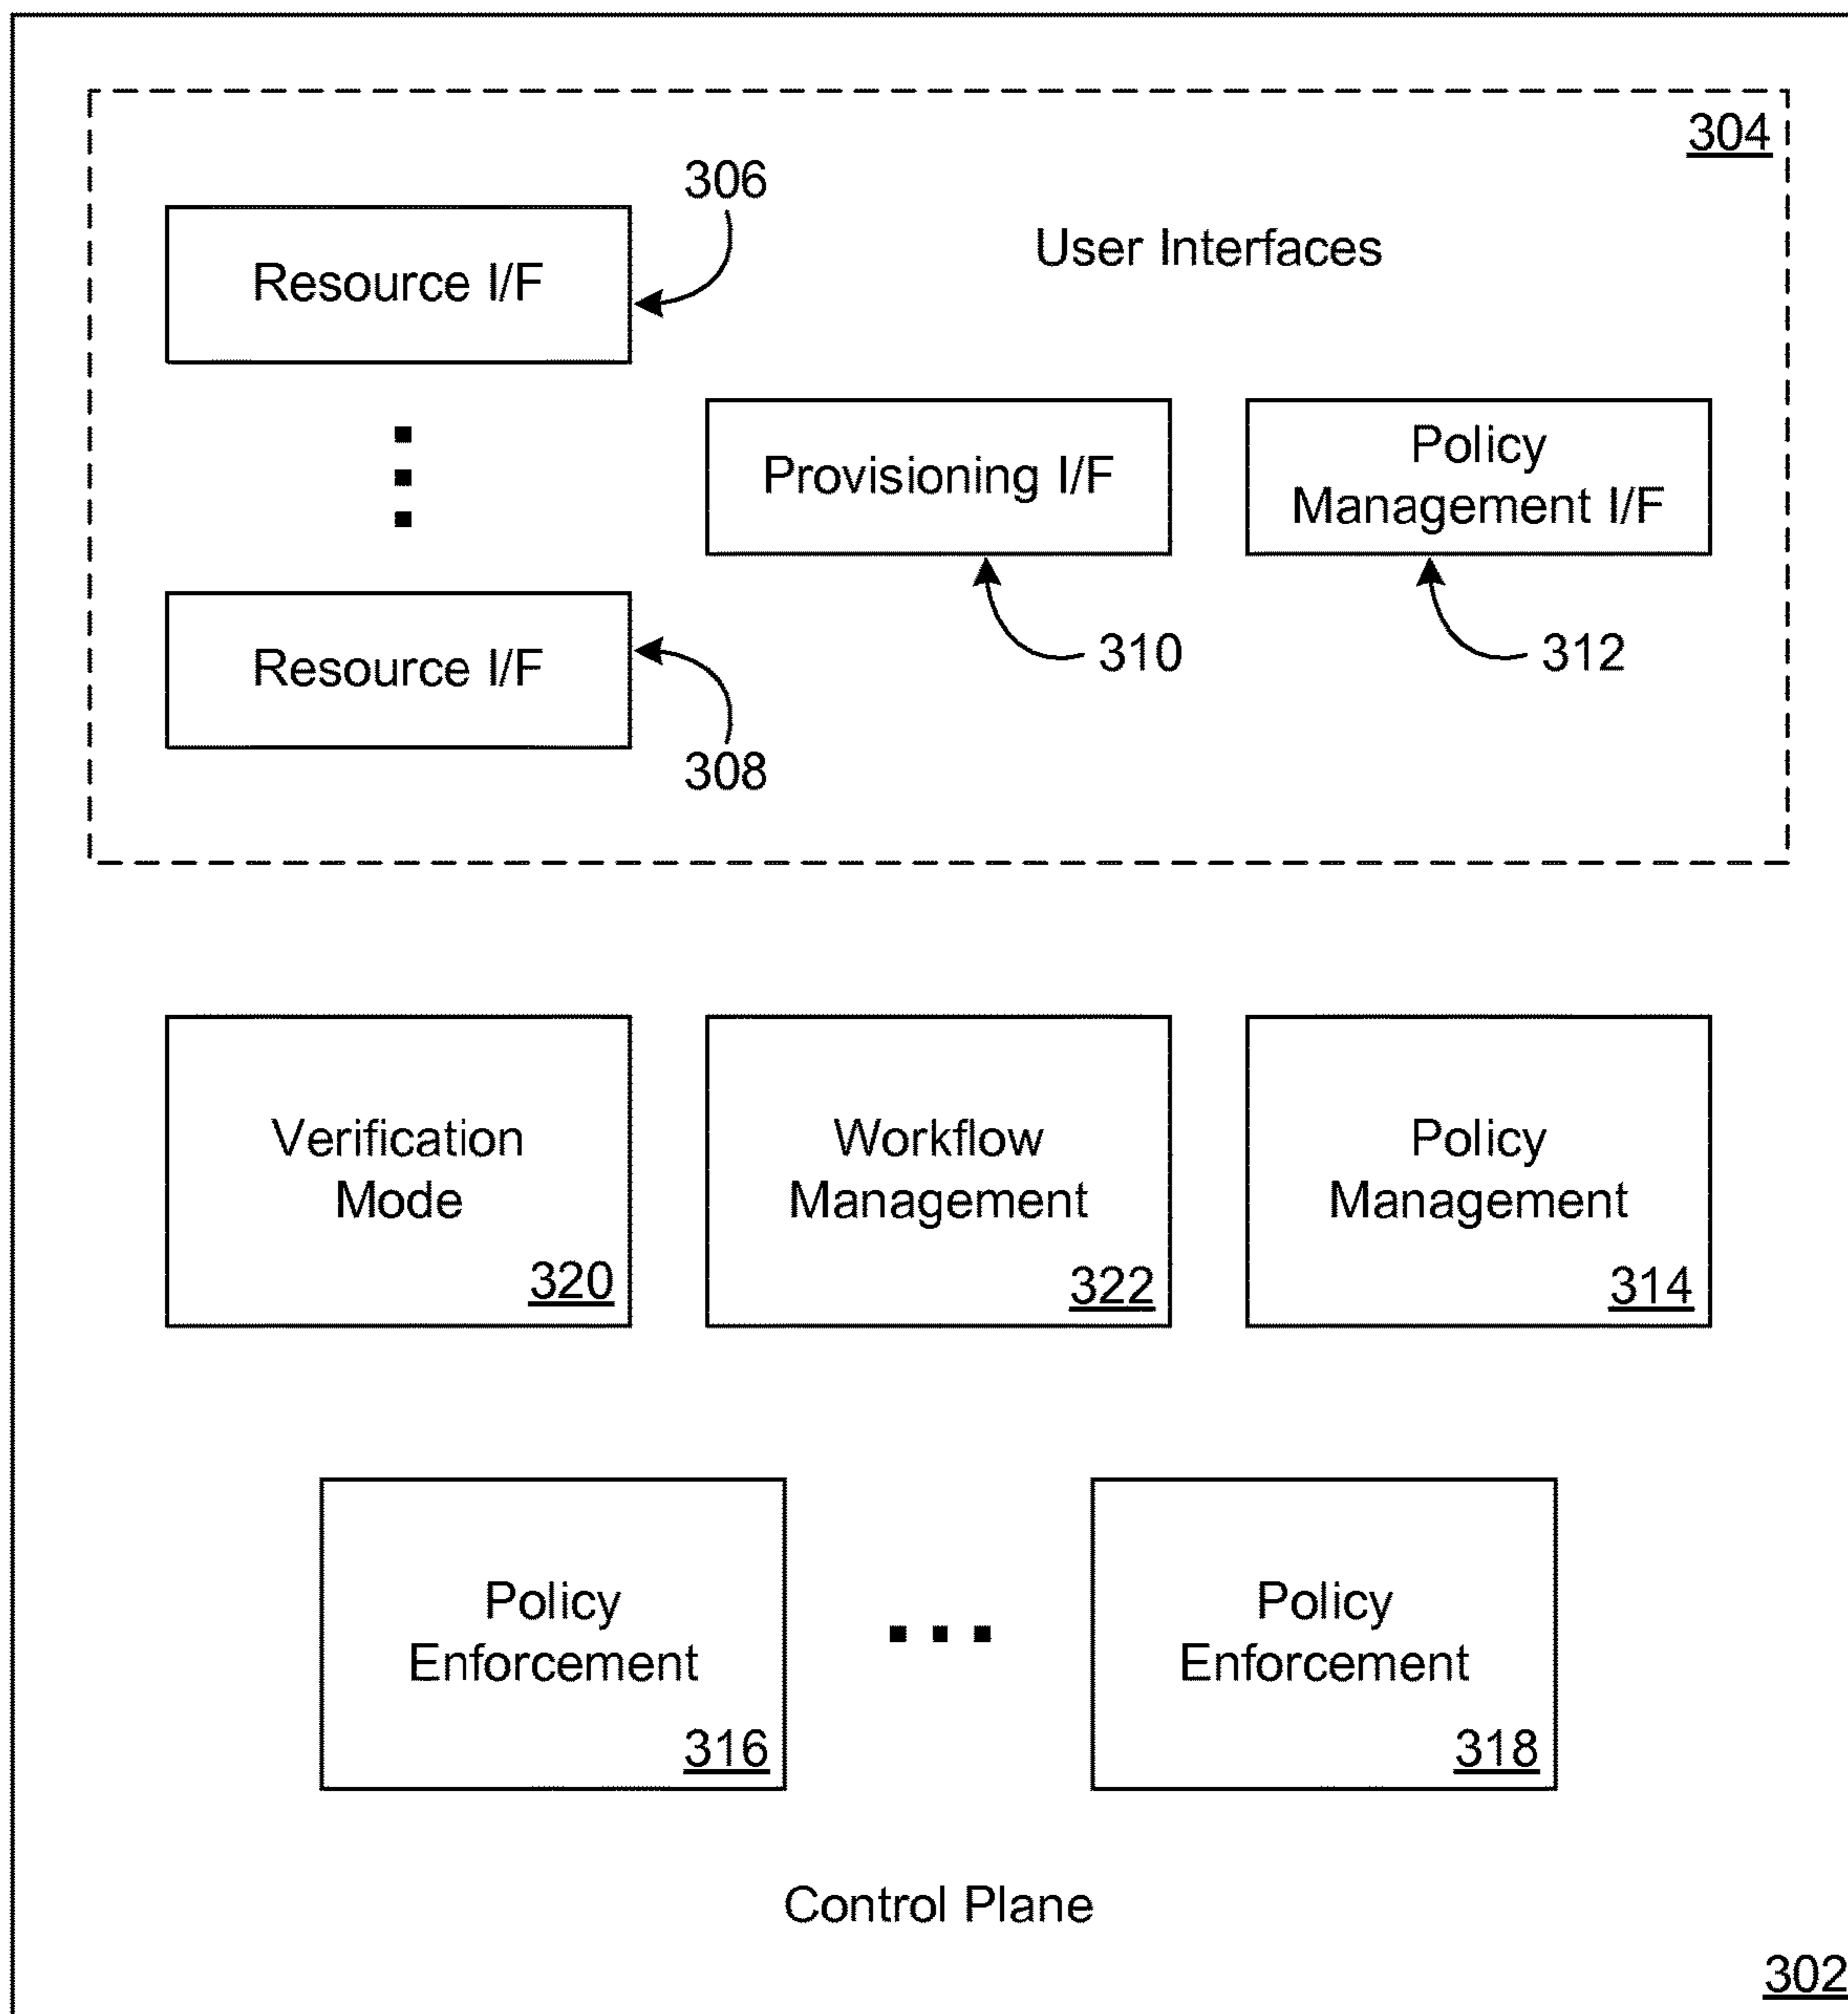 304
306
User Interfaces
Resource I/F
Provisioning I/F
Policy
Management I/F
310
312
Resource I/F
308
Verification
Mode
320
Workflow
Management
322
Policy
Management
314
Policy
Enforcement
316
Policy
Enforcement
318
Control Plane
302